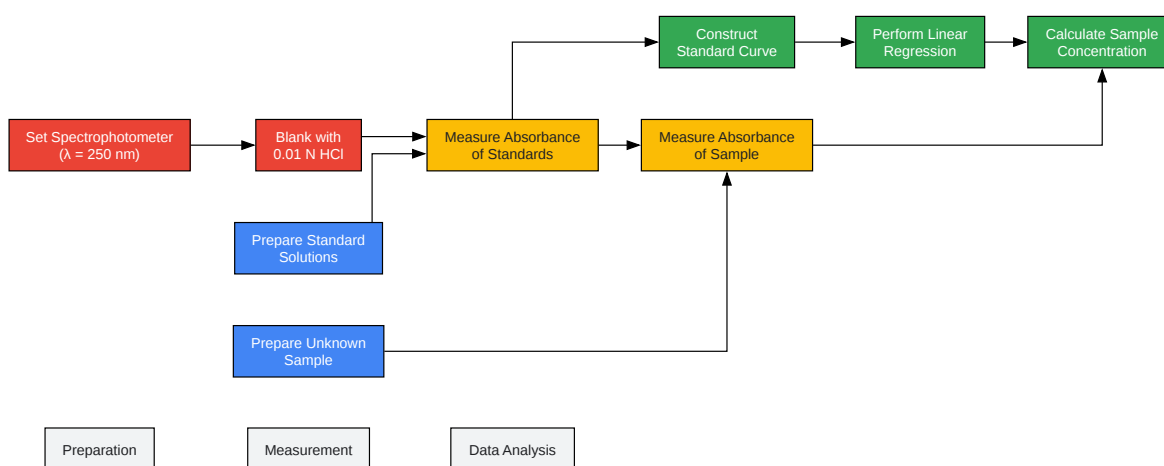 Construct
Standard Curve
Perform Linear
Regression
Calculate Sample
Concentration
Set Spectrophotometer
(λ = 250 nm)
Blank with
0.01 N HCl
Measure Absorbance
of Standards
Measure Absorbance
of Sample
Prepare Standard
Solutions
Prepare Unknown
Sample
Preparation
Measurement
Data Analysis